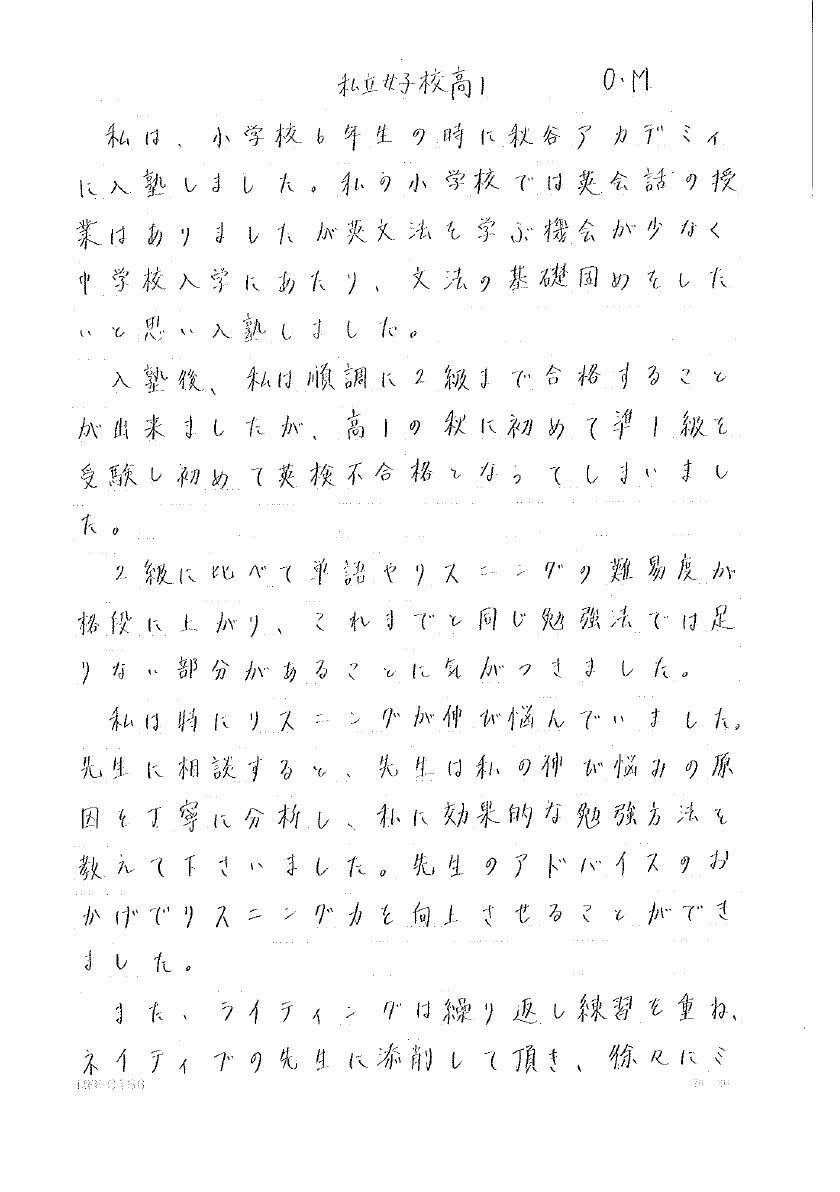 私立女子校高1 O.M
私は、小学校6年生の時に秋谷アカデミィ
に入塾しました。私の小学校では英会話の授
業はありましたが英文法を学ぶ機会が少なく
中学校入学にあたり、文法の基礎固めをした
いと思い入塾しました。
入塾後、私は順調に2級まで合格すること
が出来ましたが、高1の秋に初めて準1級を
受験し初めて英検不合格となってしまいまし
た。
2級に比べて単語やリスニングの難易度が
格段に上がり、これまでと同じ勉強法では足
りない部分があることに気がつきました。
私は特にリスニングが伸び悩んでいました。
先生に相談すると、先生は私の伸び悩みの原
因を丁寧に分析し、私に効果的な勉強方法を
教えて下さいました。先生のアドバイスのお
かげでリスニング力を向上させることができ
ました。
また、ライティングは繰り返し練習を重ね、
ネイティブの先生に添削して頂き、徐々にミ